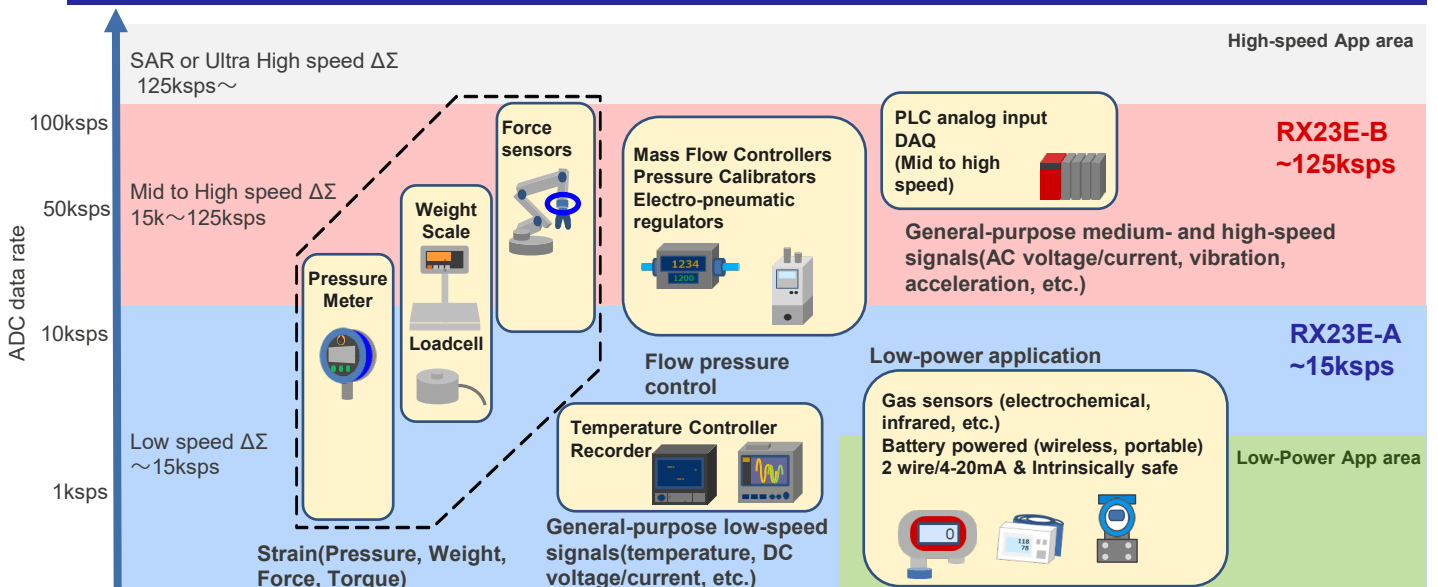 High-speed App area
SAR or Ultra High speed ΔΣ
125ksps～
ADC data rate
100ksps
50ksps
10ksps
1ksps
Mid to High speed ΔΣ
15k～125ksps
Low speed ΔΣ
～15ksps
Pressure
Meter
Weight
Scale
Loadcell
Force
sensors
Strain(Pressure, Weight,
Force, Torque)
Mass Flow Controllers
Pressure Calibrators
Electro-pneumatic
regulators
1234
1200
Flow pressure
control
PLC analog input
DAQ
(Mid to high
speed)
RX23E-B
~125ksps
General-purpose medium- and high-speed
signals(AC voltage/current, vibration,
acceleration, etc.)
RX23E-A
~15ksps
Temperature Controller
Recorder
General-purpose low-speed
signals(temperature, DC
voltage/current, etc.)
Low-power application
Gas sensors (electrochemical,
infrared, etc.)
Battery powered (wireless, portable)
2 wire/4-20mA & Intrinsically safe
0
118
78
Low-Power App area